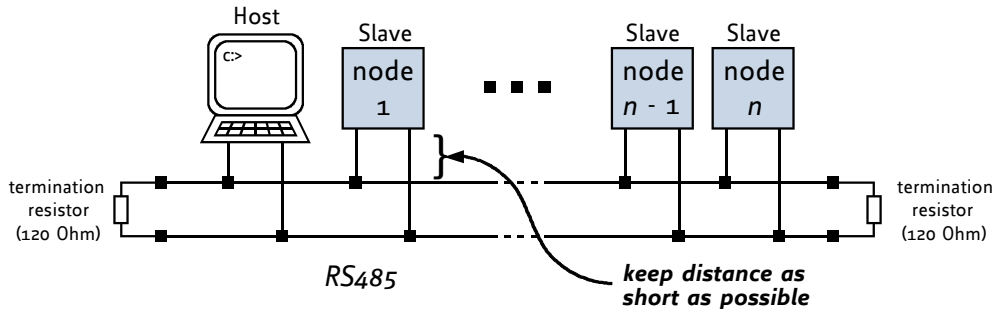 Host
C:>
Slave
node
1
Slave
node
n - 1
Slave
node
n
termination
resistor
(120 Ohm)
termination
resistor
(120 Ohm)
RS485
keep distance as
short as possible